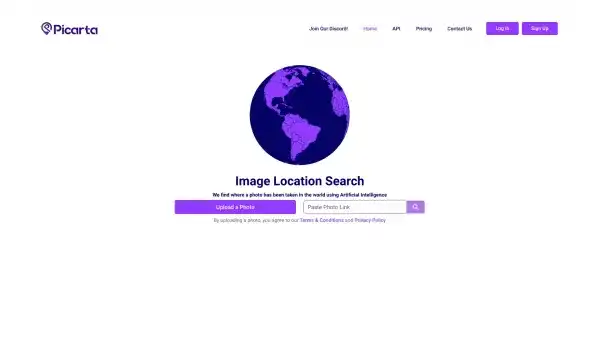 Picarta
Join Our Discord! Home API Pricing Contact Us Log In Sign Up
Image Location Search
We find where a photo has been taken in the world using Artificial Intelligence
Upload a Photo Paste Photo Link
By uploading a photo, you agree to our Terms & Conditions and Privacy Policy